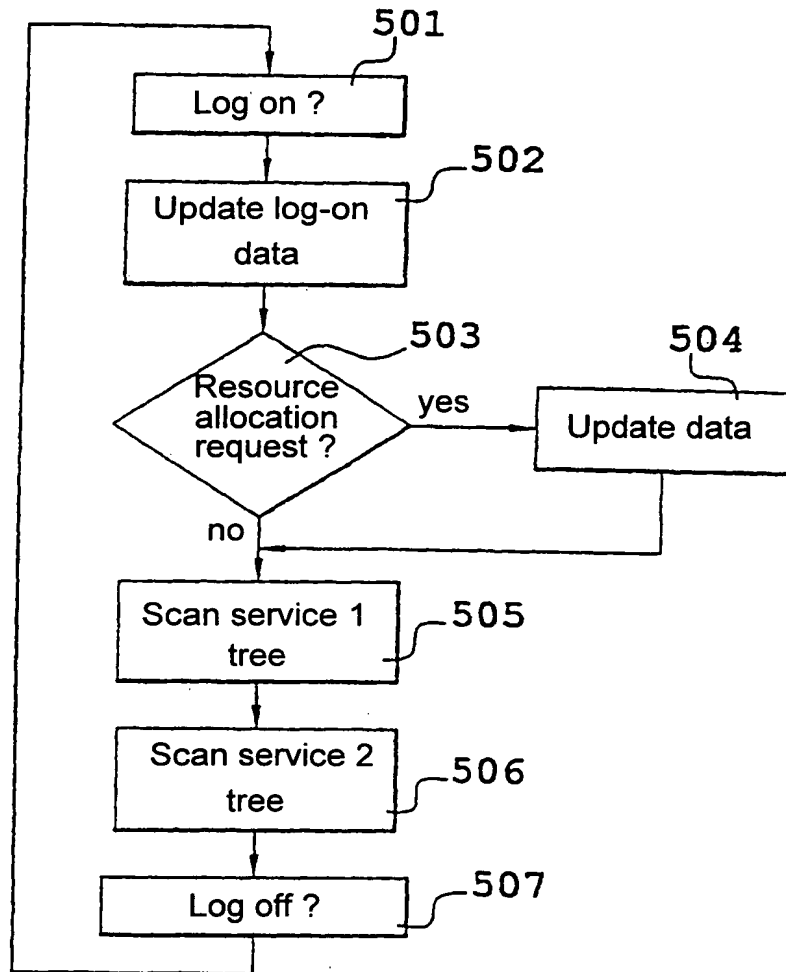 501
Log on ?
502
Update log-on
data
503
Resource
allocation
request ?
yes
504
Update data
no
Scan service 1
tree
505
Scan service 2
tree
506
Log off ?
507